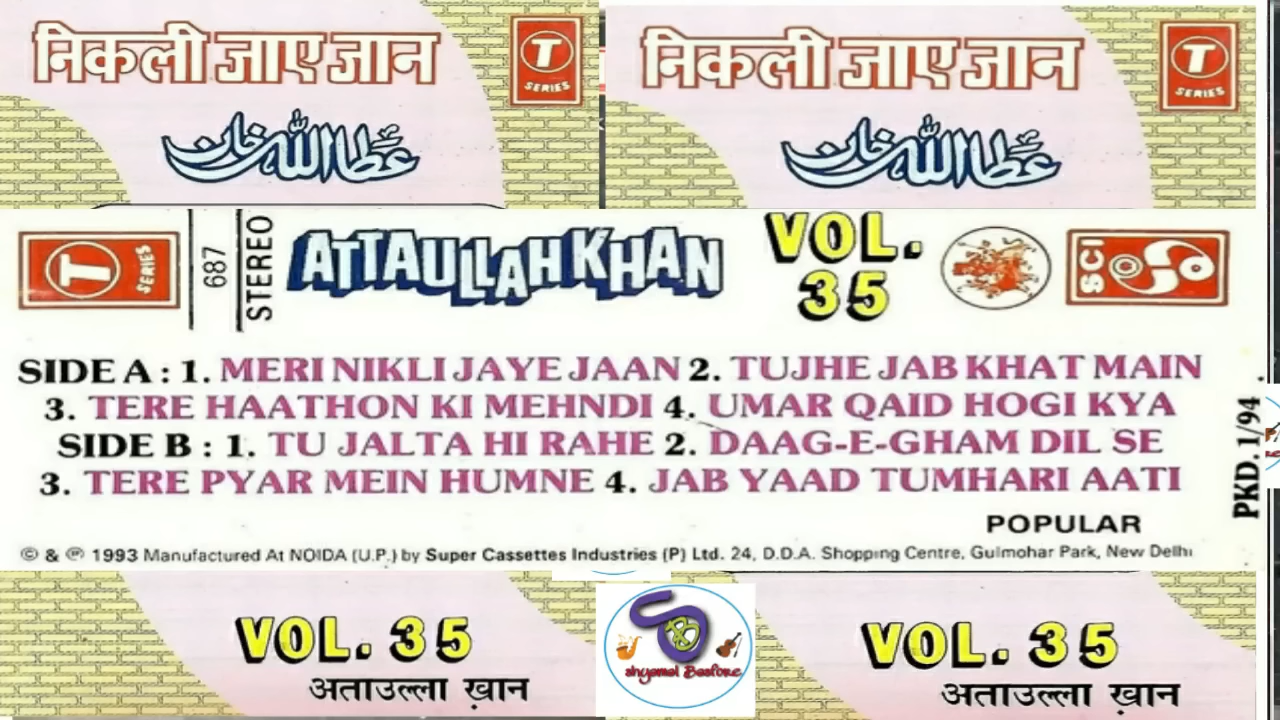 निकली जाए जान
T
SERIES
عطاءاللہ خان
निकली जाए जान
T
SERIES
عطاءاللہ خان
T
SERIES
687
STEREO
ATTAULLAH KHAN
VOL.
35
SCI
SIDE A : 1. MERI NIKLI JAYE JAAN 2. TUJHE JAB KHAT MAIN
3. TERE HAATHON KI MEHNDI 4. UMAR QAID HOGI KYA
SIDE B : 1. TU JALTA HI RAHE 2. DAAG-E-GHAM DIL SE
3. TERE PYAR MEIN HUMNE 4. JAB YAAD TUMHARI AATI
PKD. 1/94
POPULAR
© & ℗ 1993 Manufactured At NOIDA (U.P.) by Super Cassettes Industries (P) Ltd. 24, D.D.A. Shopping Centre, Gulmohar Park, New Delhi
VOL. 35
अताउल्ला ख़ान
shyamal Basfore
VOL. 35
अताउल्ला ख़ान